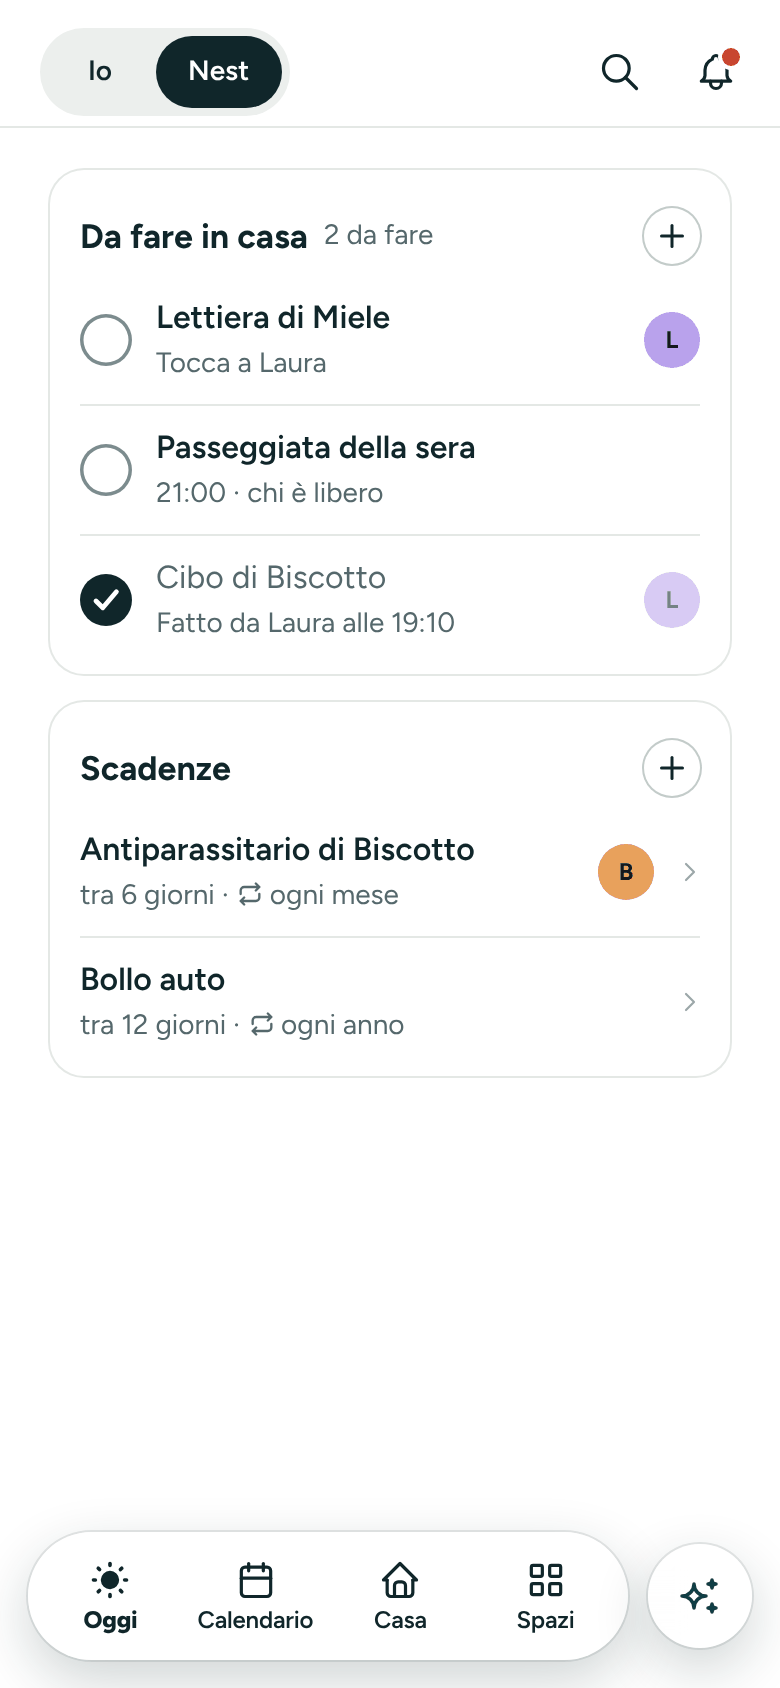 Io
Nest
Da fare in casa 2 da fare
Lettiera di Miele
Tocca a Laura
L
Passeggiata della sera
21:00 · chi è libero
Cibo di Biscotto
Fatto da Laura alle 19:10
L
Scadenze
Antiparassitario di Biscotto
tra 6 giorni · ogni mese
B
Bollo auto
tra 12 giorni · ogni anno
Oggi
Calendario
Casa
Spazi